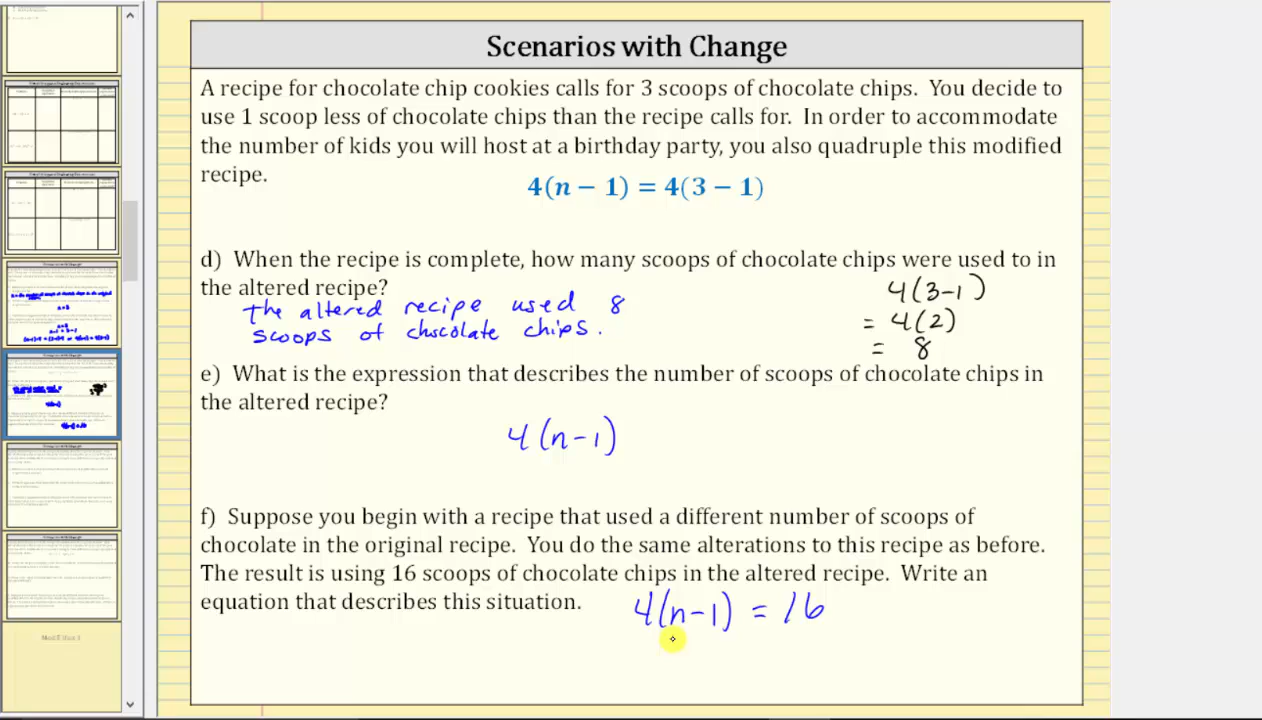 Scenarios with Change
A recipe for chocolate chip cookies calls for 3 scoops of chocolate chips. You decide to
use 1 scoop less of chocolate chips than the recipe calls for. In order to accommodate
the number of kids you will host at a birthday party, you also quadruple this modified
recipe.
4(n − 1) = 4(3 − 1)
d) When the recipe is complete, how many scoops of chocolate chips were used to in
the altered recipe?
4(3-1)
the altered recipe used 8
= 4(2)
scoops of chocolate chips.
= 8
e) What is the expression that describes the number of scoops of chocolate chips in
the altered recipe?
4(n-1)
f) Suppose you begin with a recipe that used a different number of scoops of
chocolate in the original recipe. You do the same alterations to this recipe as before.
The result is using 16 scoops of chocolate chips in the altered recipe. Write an
equation that describes this situation. 4(n-1) = 16